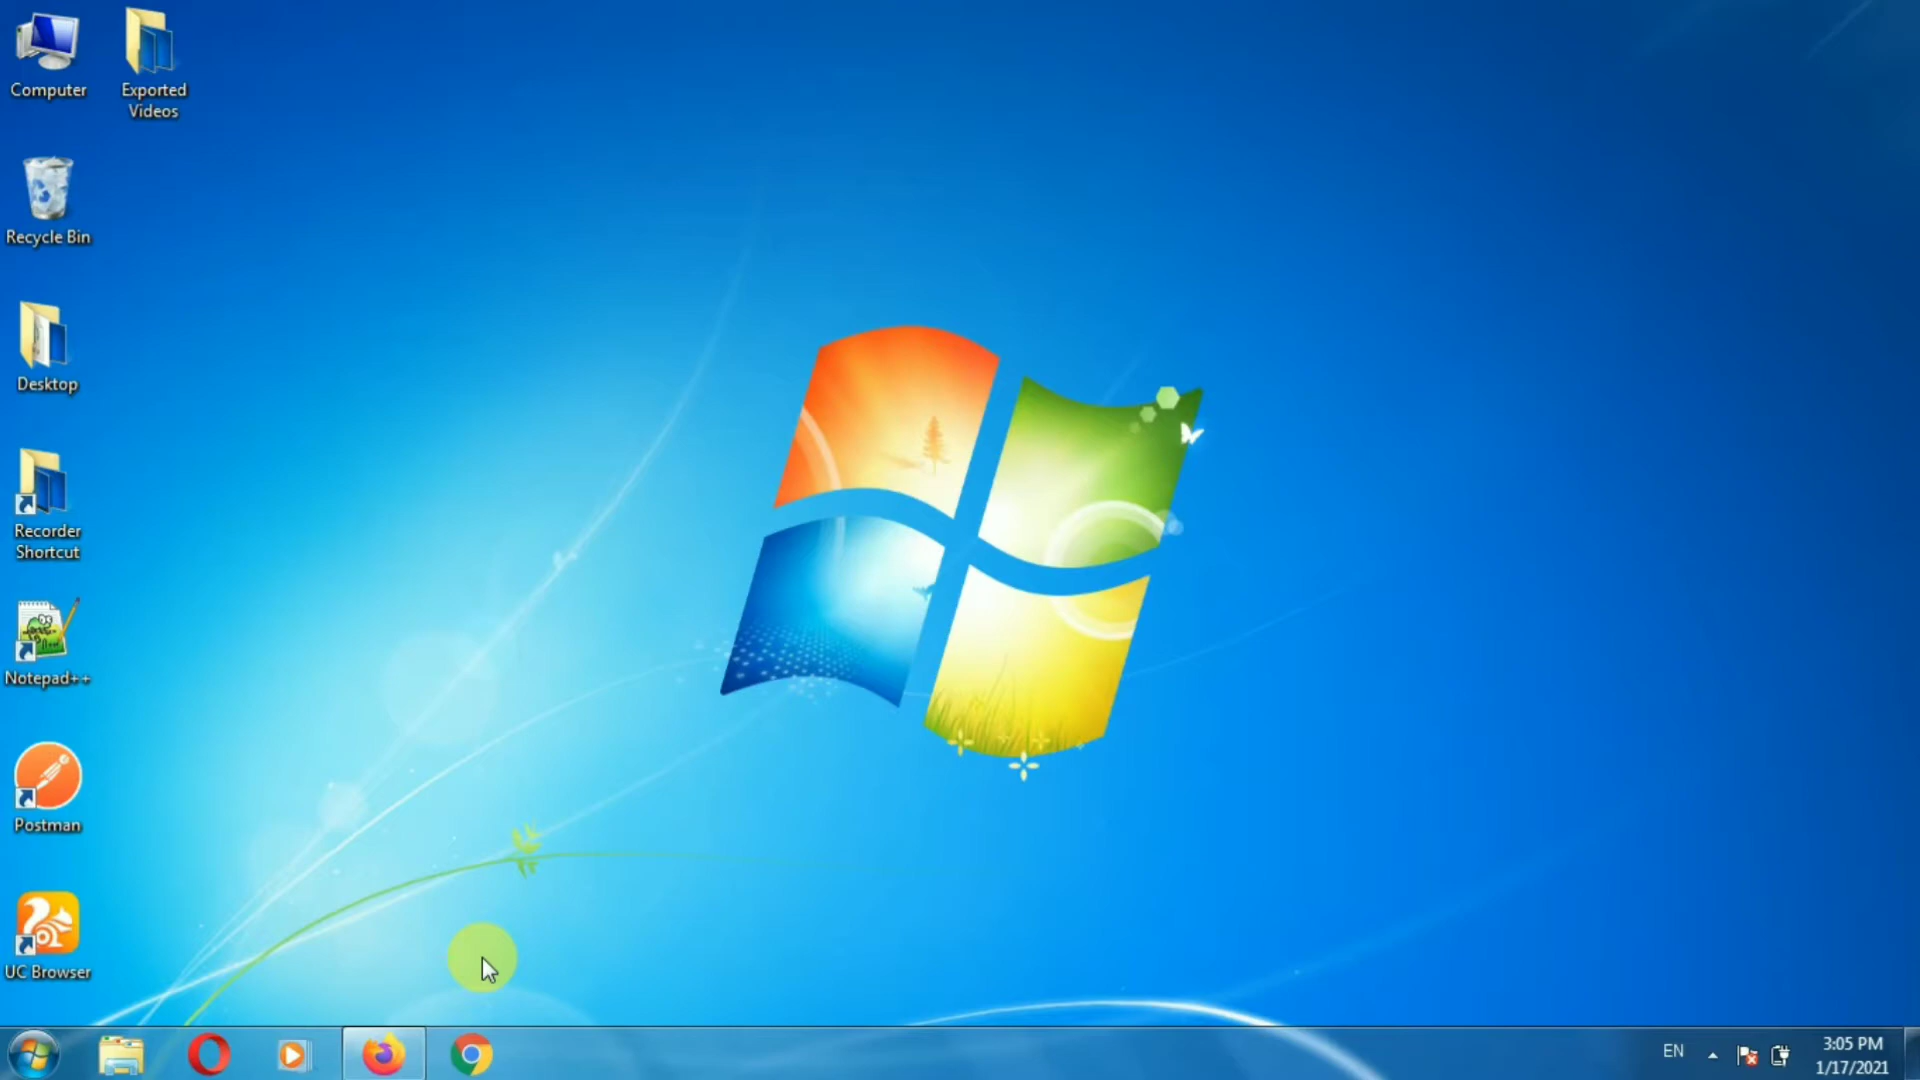 Computer
Exported
Videos
Recycle Bin
Desktop
Recorder
Shortcut
Notepad++
Postman
UC Browser
EN
3:05 PM
1/17/2021